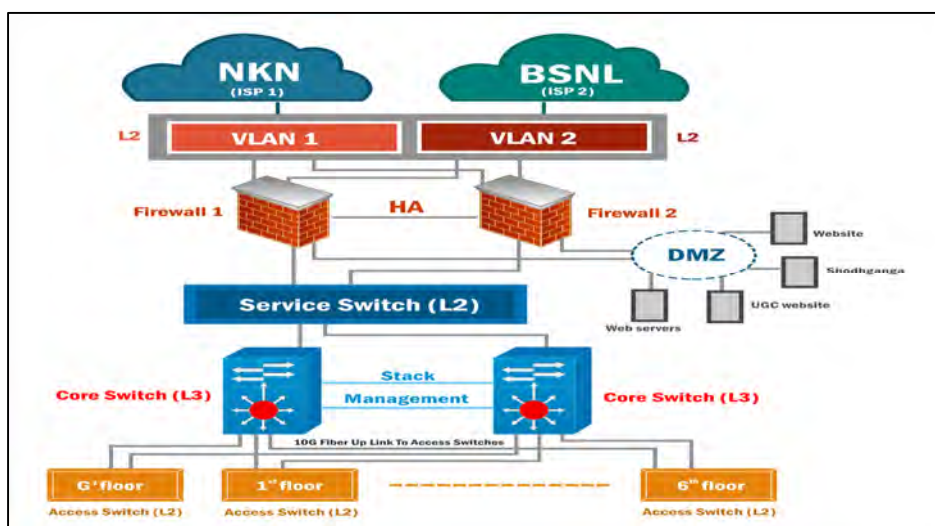 NKN
(ISP 1)
BSNL
(ISP 2)
L2
VLAN 1
VLAN 2
L2
Firewall 1
HA
Firewall 2
DMZ
Website
Shodhganga
UGC website
Web servers
Service Switch (L2)
Core Switch (L3)
Stack
Management
Core Switch (L3)
10G Fiber Up Link To Access Switches
G floor
1st floor
6th floor
Access Switch (L2)
Access Switch (L2)
Access Switch (L2)